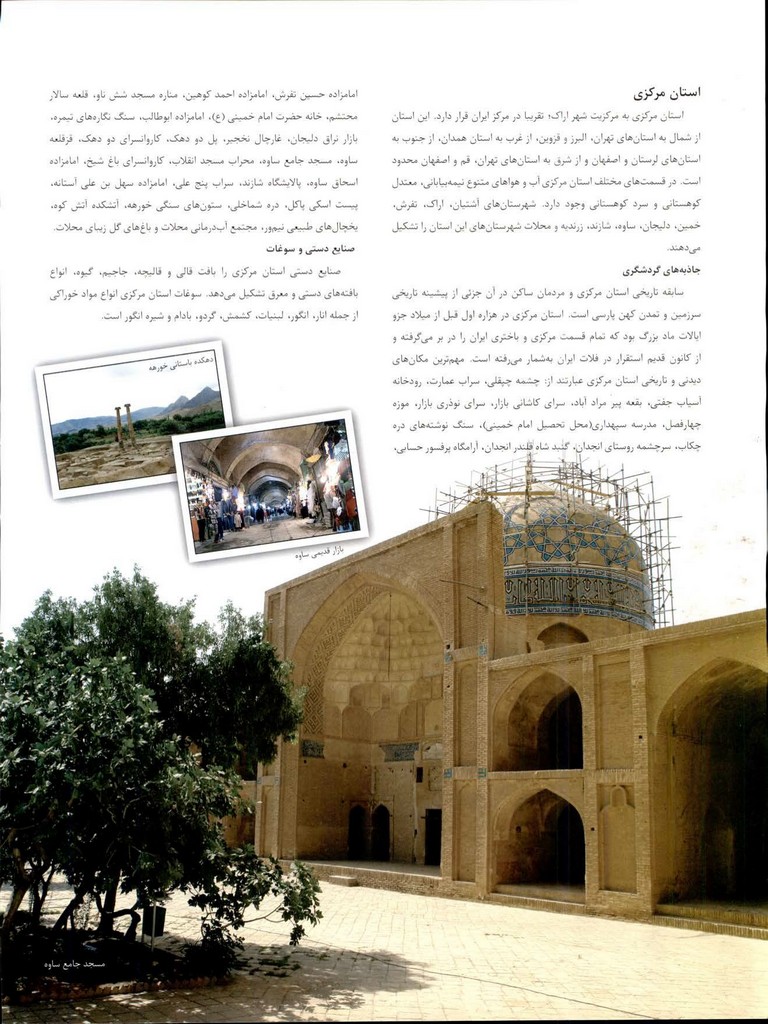 استان مرکزی
استان مرکزی به مرکزیت شهر اراک؛ تقریبا در مرکز ایران قرار دارد. این استان
از شمال به استان‌های تهران، البرز و قزوین، از غرب به استان همدان، از جنوب به
استان‌های لرستان و اصفهان و از شرق به استان‌های تهران، قم و اصفهان محدود
است. در قسمت‌های مختلف استان مرکزی آب و هواهای متنوع نیمه‌بیابانی، معتدل
کوهستانی و سرد کوهستانی وجود دارد. شهرستان‌های آشتیان، اراک، تفرش،
خمین، دلیجان، ساوه، شازند، زرندیه و محلات شهرستان‌های این استان را تشکیل
می‌دهند.
جاذبه‌های گردشگری
سابقه تاریخی استان مرکزی و مردمان ساکن در آن جزئی از پیشینه تاریخی
سرزمین و تمدن کهن پارسی است. استان مرکزی در هزاره اول قبل از میلاد جزو
ایالات ماد بزرگ بود که تمام قسمت مرکزی و باختری ایران را در بر می‌گرفته و
از کانون قدیم استقرار در فلات ایران به‌شمار می‌رفته است. مهم‌ترین مکان‌های
دیدنی و تاریخی استان مرکزی عبارتند از: چشمه چپقلی، سراب عمارت، رودخانه
آسیاب جفتی، بقعه پیر مراد آباد، سرای کاشانی بازار، سرای نوذری بازار، موزه
چهارفصل، مدرسه سپهداری(محل تحصیل امام خمینی)، سنگ نوشته‌های دره
چکاب، سرچشمه روستای انجدان، گنبد شاه قلندر انجدان، آرامگاه پرفسور حسابی،
امامزاده حسین تفرش، امامزاده احمد کوهین، مناره مسجد شش ناو، قلعه سالار
محتشم، خانه حضرت امام خمینی (ع)، امامزاده ابوطالب، سنگ نگاره‌های تیمره،
بازار نراق دلیجان، غارچال نخجیر، پل دو دهک، کاروانسرای دو دهک، قزقلعه
ساوه، مسجد جامع ساوه، محراب مسجد انقلاب، کاروانسرای باغ شیخ، امامزاده
اسحاق ساوه، پالایشگاه شازند، سراب پنج علی، امامزاده سهل بن علی آستانه،
پیست اسکی پاکل، دره شماخلی، ستون‌های سنگی خورهه، آتشکده آتش کوه،
یخچال‌های طبیعی نیم‌ور، مجتمع آب‌درمانی محلات و باغ‌های گل زیبای محلات.
صنایع دستی و سوغات
صنایع دستی استان مرکزی را بافت قالی و قالیچه، جاجیم، گیوه، انواع
بافته‌های دستی و معرق تشکیل می‌دهد. سوغات استان مرکزی انواع مواد خوراکی
از جمله انار، انگور، لبنیات، کشمش، گردو، بادام و شیره انگور است.
دهکده باستانی خورهه
بازار قدیمی ساوه
مسجد جامع ساوه